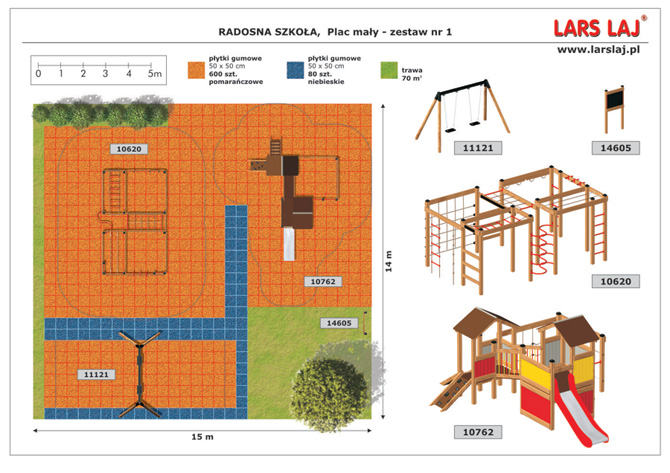 RADOSNA SZKOŁA, Plac mały - zestaw nr 1
LARS LAJ®
www.larslaj.pl
0 1 2 3 4 5m
płytki gumowe
50 x 50 cm
600 szt.
pomarańczowe
płytki gumowe
50 x 50 cm
80 szt.
niebieskie
trawa
70 m²
10620
10762
14605
11121
14 m
15 m
11121
14605
10620
10762